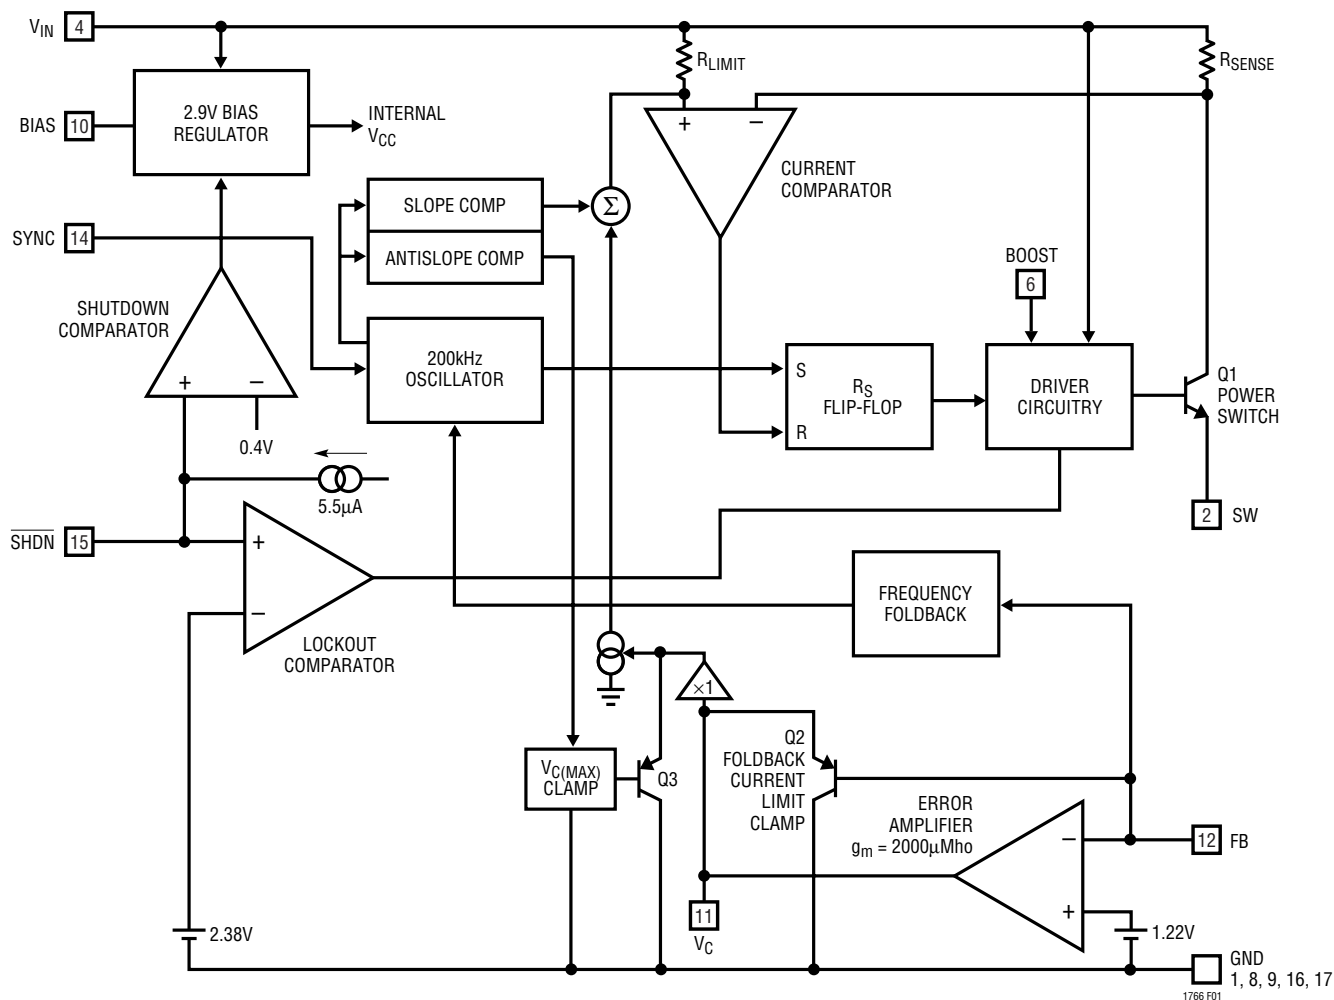 VIN 4
RLIMIT
RSENSE
2.9V BIAS
REGULATOR
BIAS 10
INTERNAL
VCC
+ −
CURRENT
COMPARATOR
SLOPE COMP
Σ
ANTISLOPE COMP
SYNC 14
BOOST
6
SHUTDOWN
COMPARATOR
+ −
0.4V
200kHz
OSCILLATOR
S
R
RS
FLIP-FLOP
DRIVER
CIRCUITRY
Q1
POWER
SWITCH
5.5μA
2 SW
SHDN 15
+
−
LOCKOUT
COMPARATOR
FREQUENCY
FOLDBACK
×1
VC(MAX)
CLAMP
Q3
Q2
FOLDBACK
CURRENT
LIMIT
CLAMP
ERROR
AMPLIFIER
gm = 2000μMho
−
+
12 FB
11
VC
2.38V
1.22V
GND
1, 8, 9, 16, 17
1766 F01